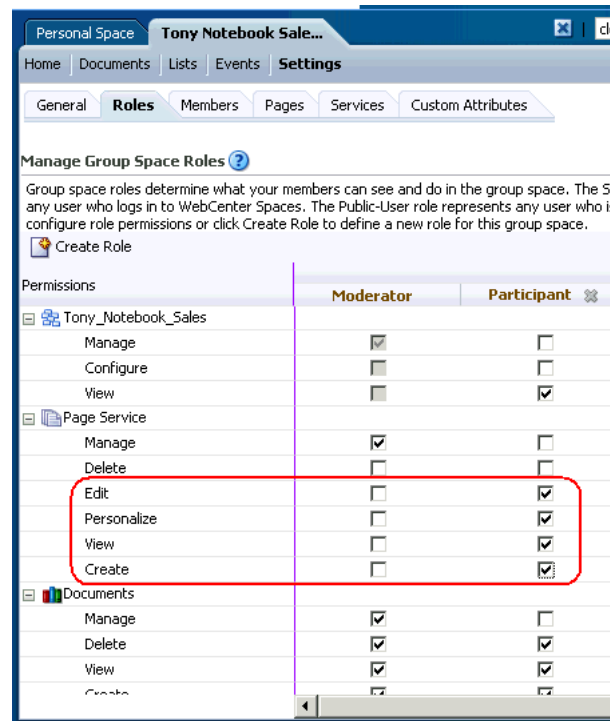 Personal Space Tony Notebook Sale...
Home Documents Lists Events Settings
General Roles Members Pages Services Custom Attributes
Manage Group Space Roles ?
Group space roles determine what your members can see and do in the group space. The S
any user who logs in to WebCenter Spaces. The Public-User role represents any user who i
configure role permissions or click Create Role to define a new role for this group space.
Create Role
Permissions
Moderator Participant
Tony_Notebook_Sales
Manage
Configure
View
Page Service
Manage
Delete
Edit
Personalize
View
Create
Documents
Manage
Delete
View
Create